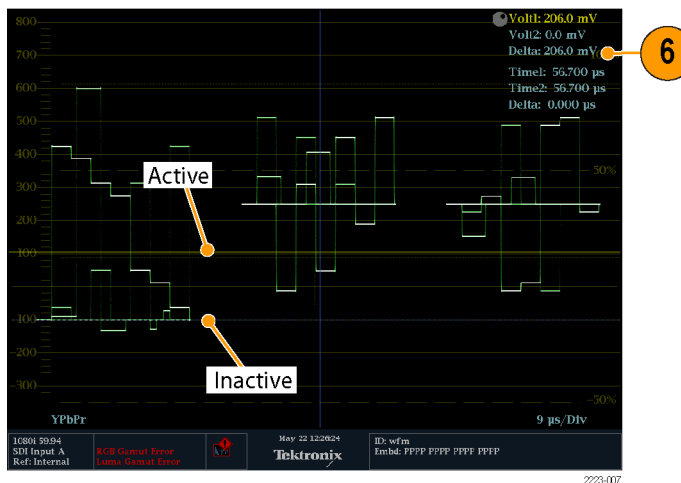 800
700
600
500
400
300
200
100
-100
-200
-300
Volt1: 206.0 mV
Volt2: 0.0 mV
Delta: 206.0 mV
Time1: 56.700 µs
Time2: 56.700 µs
Delta: 0.000 µs
6
50%
-50%
Active
Inactive
YPbPr
9 µs/Div
1080i 59.94
SDI Input A
Ref: Internal
RGB Gamut Error
Luma Gamut Error
May 22 12:26:24
Tektronix
ID: wfm
Embd: PPPP PPPP PPPP PPPP
2223-007